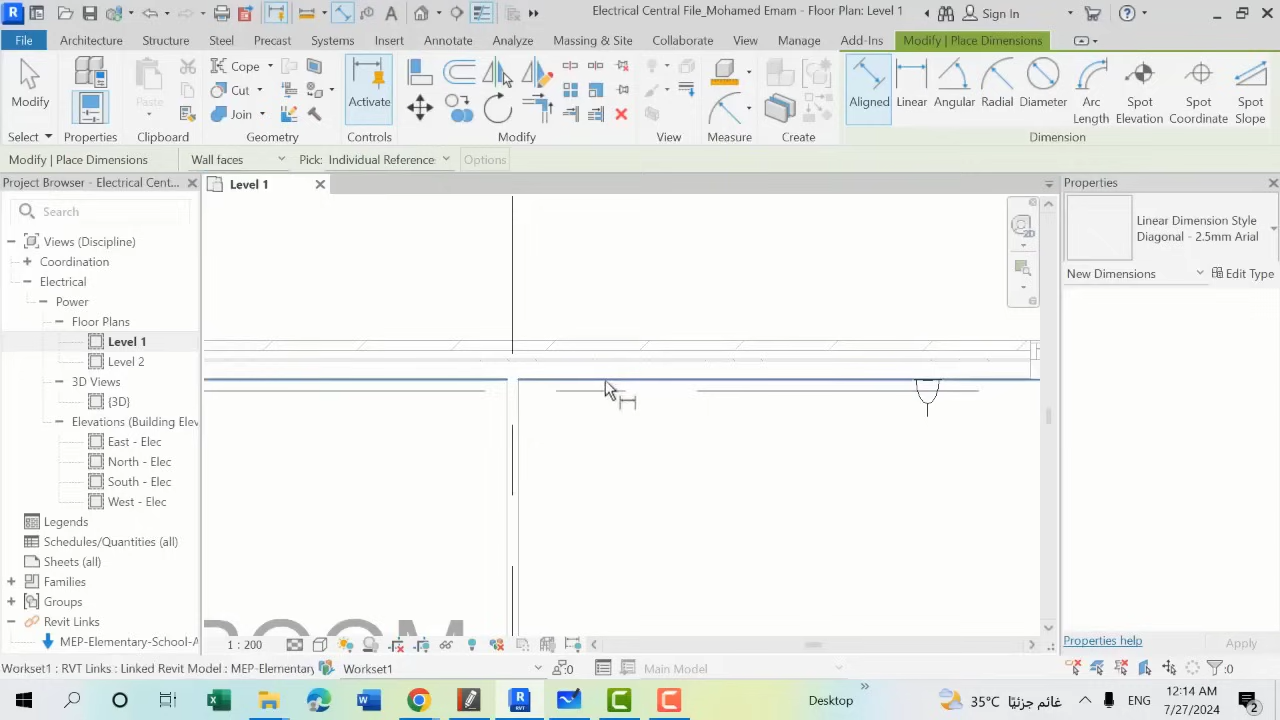 Electrical Central File_Mohamed Emam - Floor Plan: Level 1
Sign In
File
Architecture
Structure
Steel
Precast
Systems
Insert
Annotate
Analyze
Massing & Site
Collaborate
View
Manage
Add-Ins
Modify | Place Dimensions
Modify
Paste
Cope
Cut
Join
Activate
Aligned
Linear
Angular
Radial
Diameter
Arc
Length
Spot
Elevation
Spot
Coordinate
Spot
Slope
Select
Properties
Clipboard
Geometry
Controls
Modify
View
Measure
Create
Dimension
Modify | Place Dimensions
Wall faces
Pick:
Individual Reference:
Options
Project Browser - Electrical Cent...
Search
Views (Discipline)
Coordination
Electrical
Power
Floor Plans
Level 1
Level 2
3D Views
{3D}
Elevations (Building Elev
East - Elec
North - Elec
South - Elec
West - Elec
Legends
Schedules/Quantities (all)
Sheets (all)
Families
Groups
Revit Links
MEP-Elementary-School-A
Level 1
ROOM
1 : 200
Properties
Linear Dimension Style
Diagonal - 2.5mm Arial
New Dimensions
Edit Type
Properties help
Apply
Workset1 : RVT Links : Linked Revit Model : MEP-Elementary
Workset1
:0
Main Model
:0
Desktop
35°C غائم جزئيًا
ENG
12:14 AM
7/27/2024
2